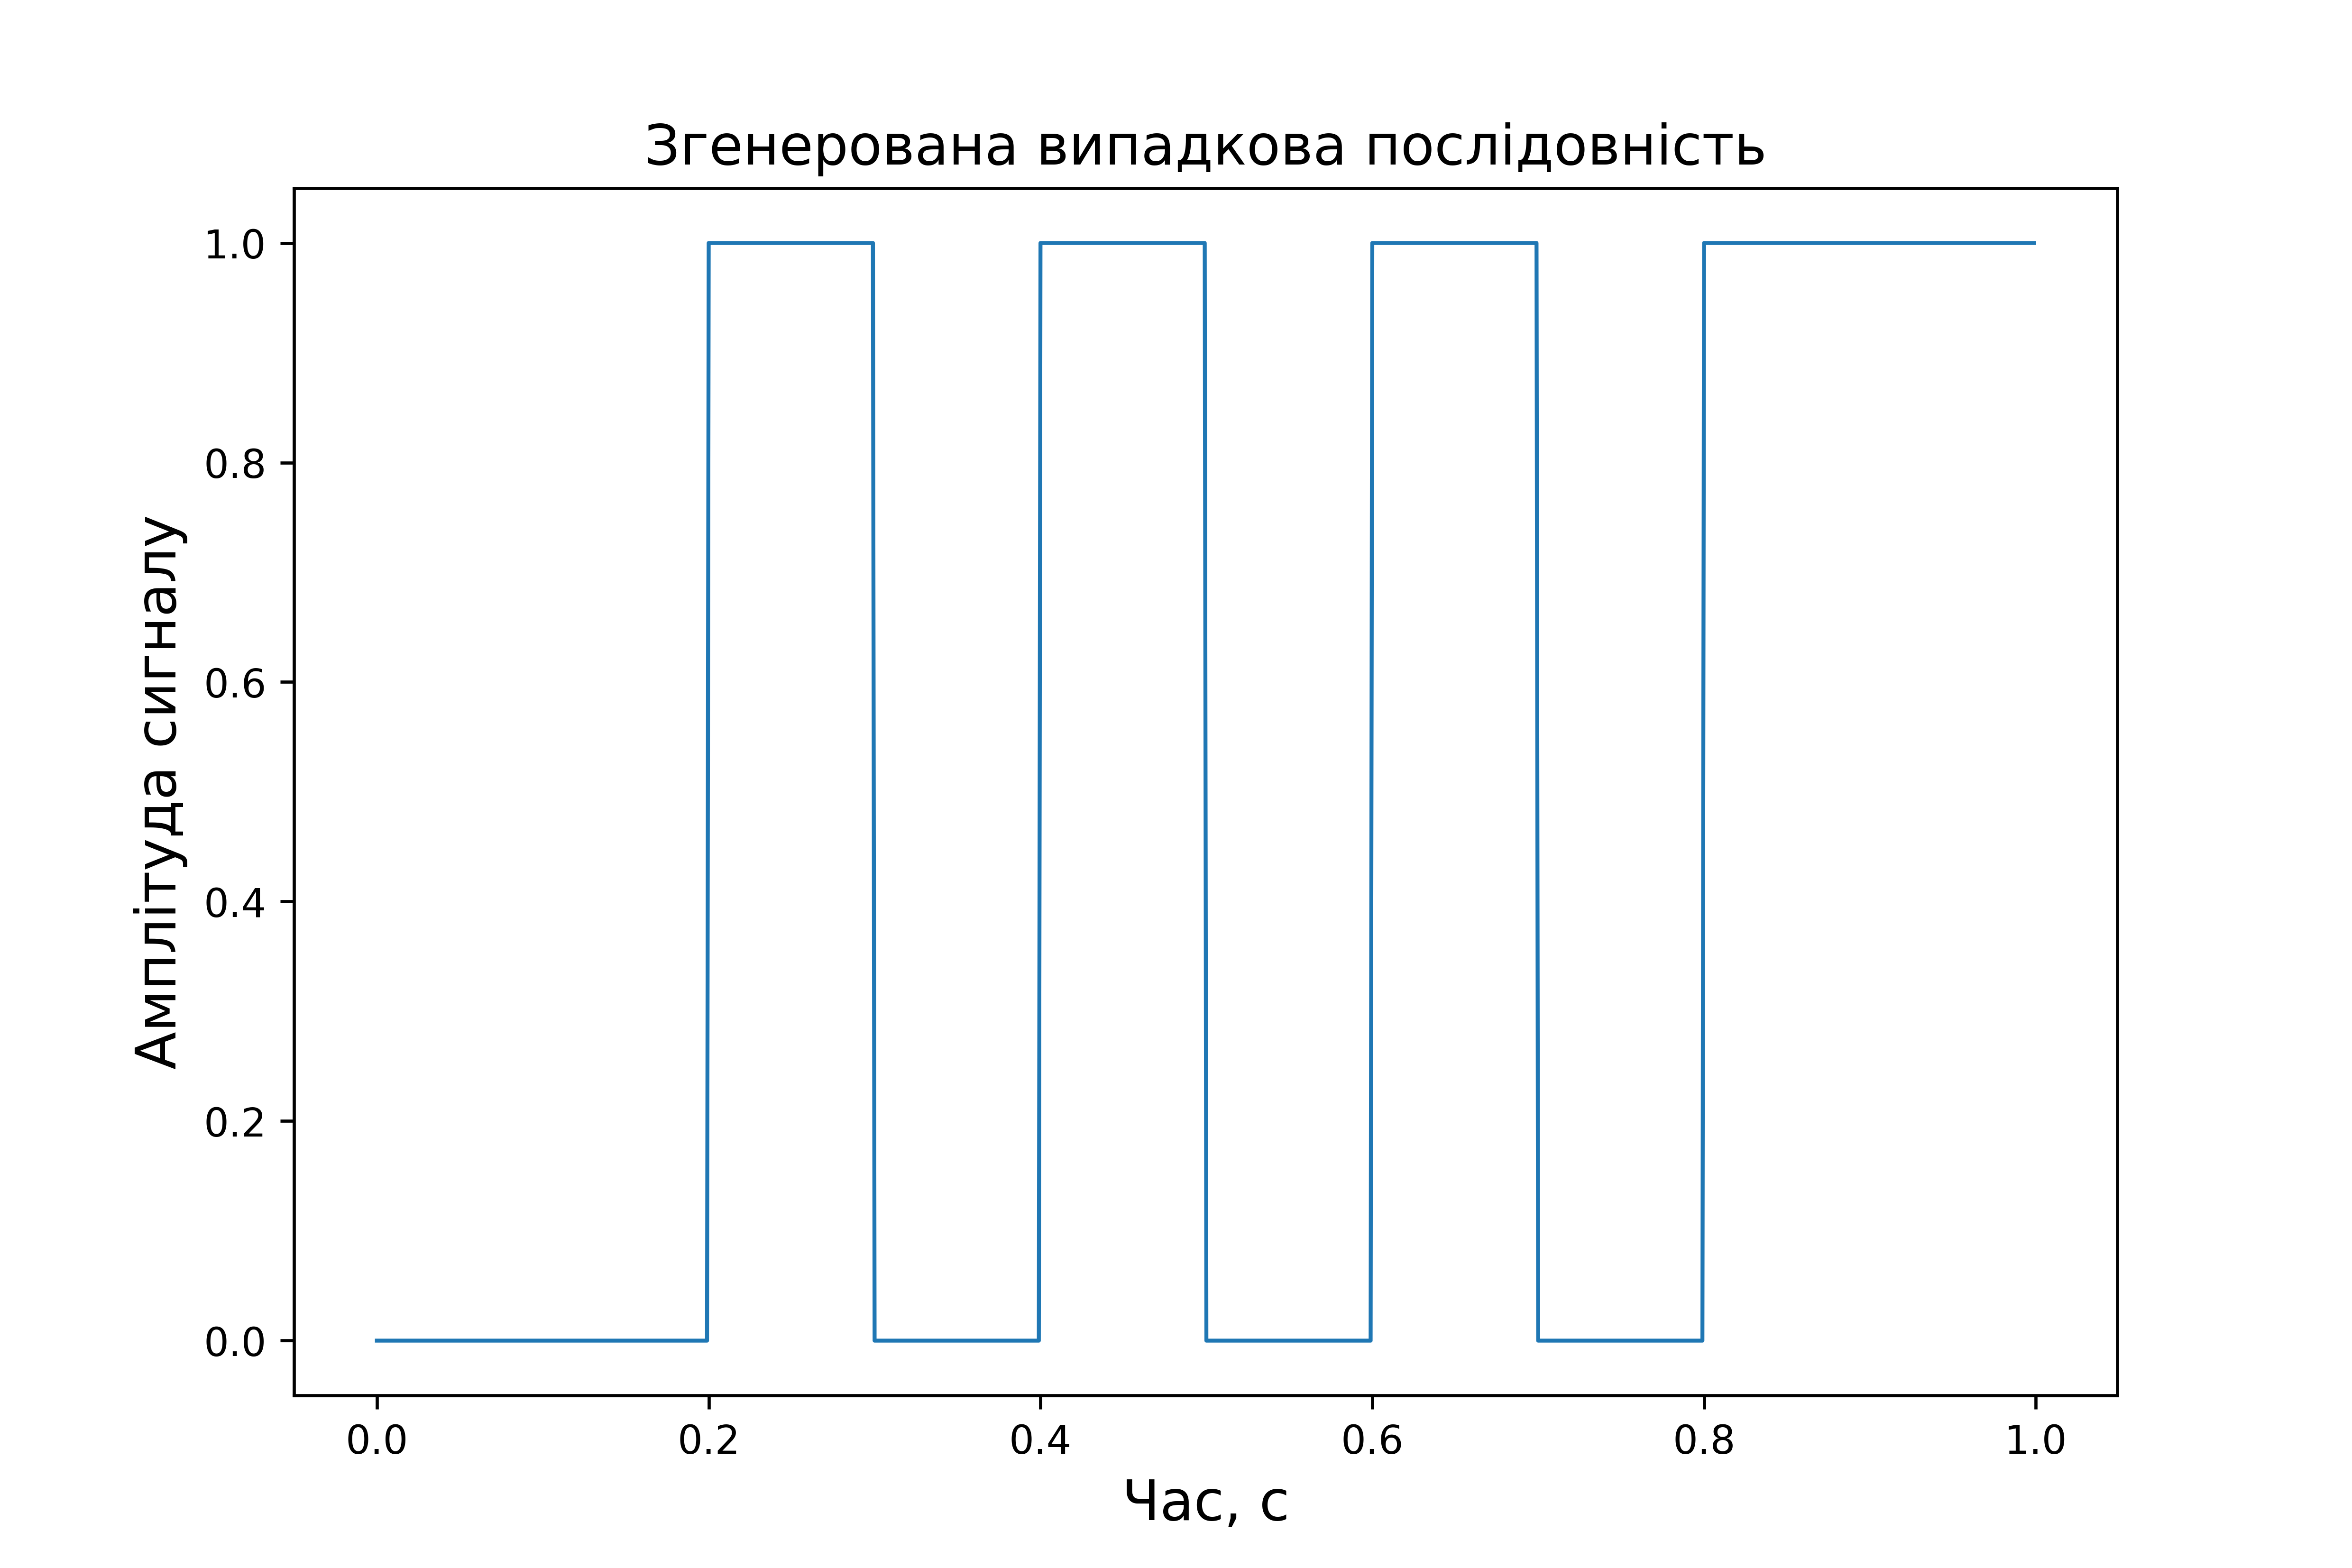 Згенерована випадкова послідовність
Амплітуда сигналу
1.0
0.8
0.6
0.4
0.2
0.0
0.0 0.2 0.4 0.6 0.8 1.0
Час, с